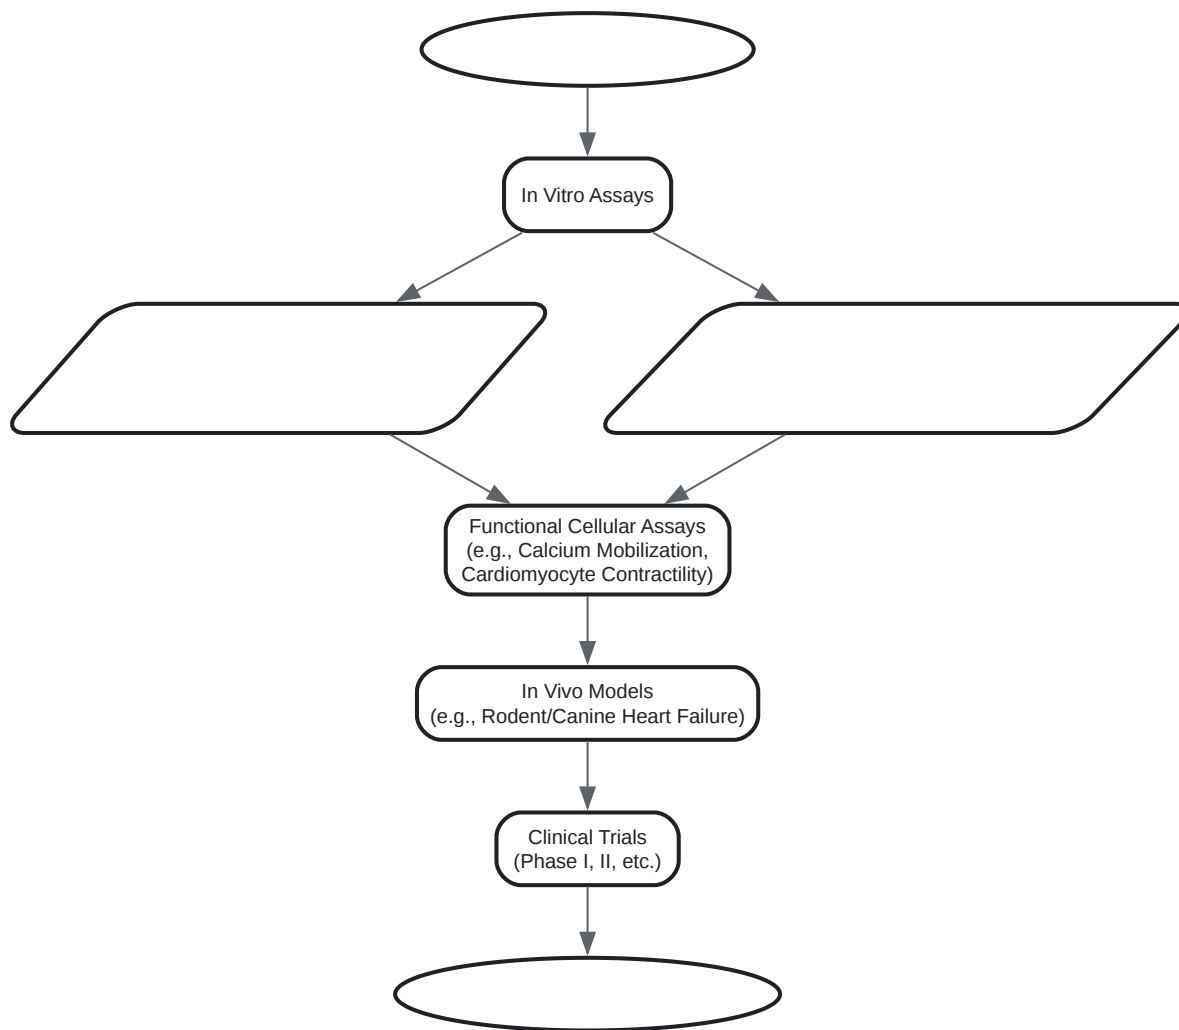 In Vitro Assays
Functional Cellular Assays
(e.g., Calcium Mobilization,
Cardiomyocyte Contractility)
In Vivo Models
(e.g., Rodent/Canine Heart Failure)
Clinical Trials
(Phase I, II, etc.)